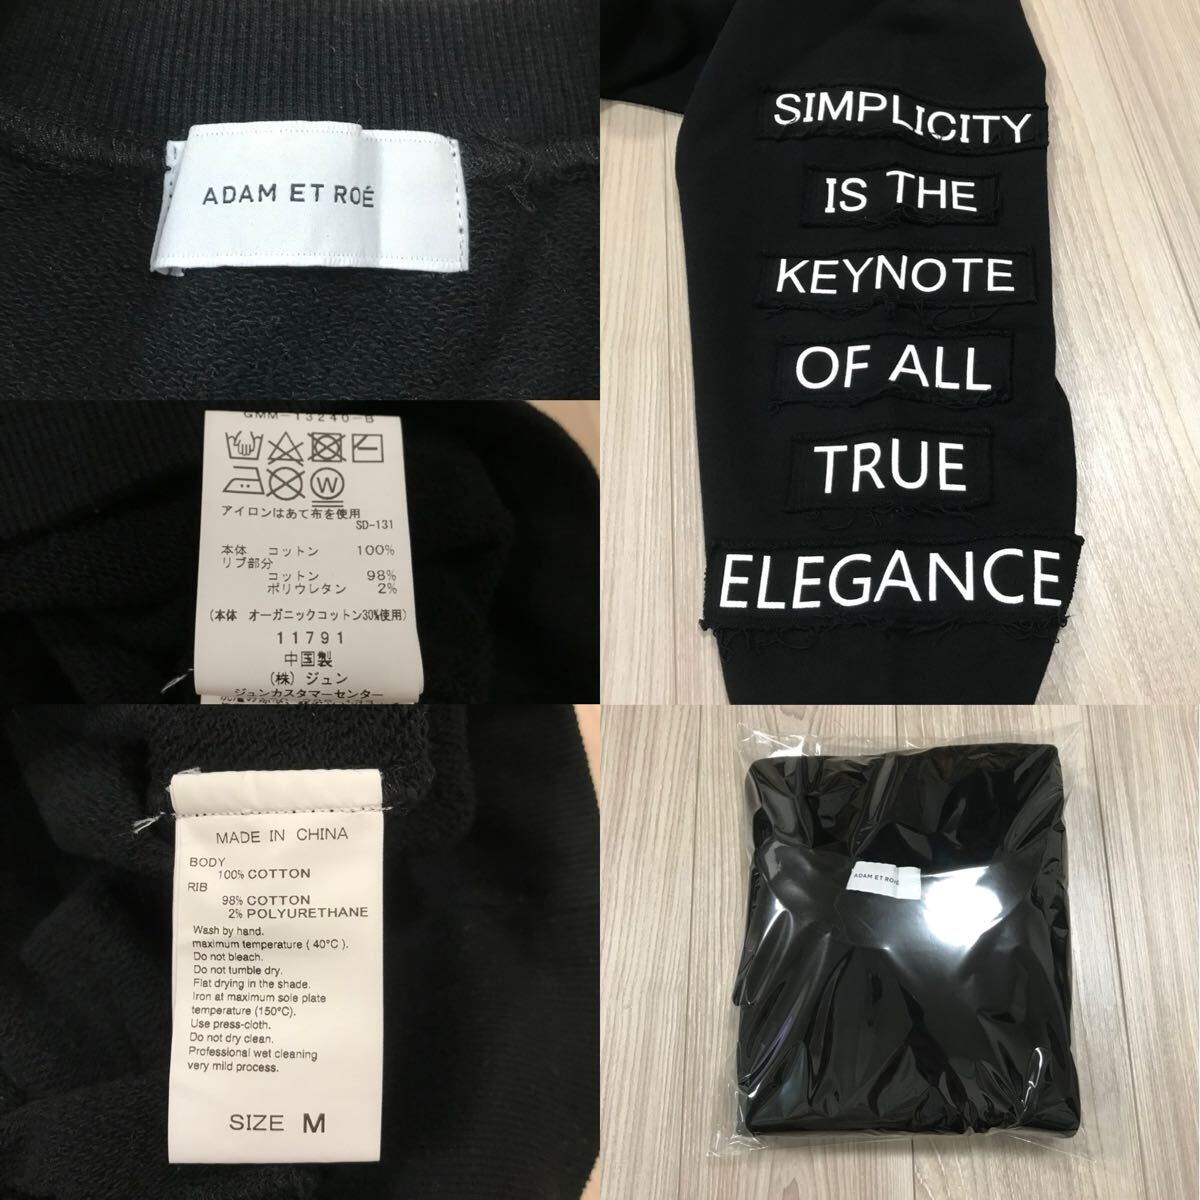 ADAM ET ROÉ
SIMPLICITY
IS THE
KEYNOTE
OF ALL
TRUE
ELEGANCE
GMM-13240-B
W
アイロンはあて布を使用
SD-131
本体 コットン 100%
リブ部分
コットン 98%
ポリウレタン 2%
(本体 オーガニックコットン30%使用)
11791
中国製
(株) ジュン
ジュンカスタマーセンター
MADE IN CHINA
BODY
100% COTTON
RIB
98% COTTON
2% POLYURETHANE
Wash by hand.
maximum temperature ( 40°C ).
Do not bleach.
Do not tumble dry.
Flat drying in the shade.
Iron at maximum sole plate
temperature (150°C).
Use press-cloth.
Do not dry clean.
Professional wet cleaning
very mild process.
SIZE M
ADAM ET ROÉ